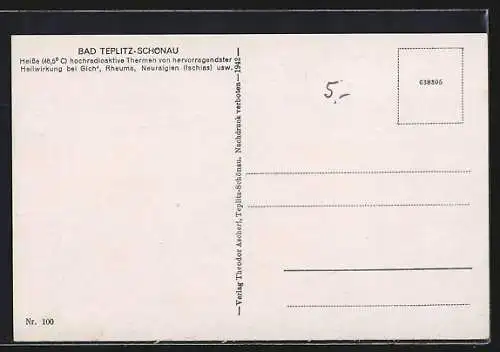 BAD TEPLITZ-SCHÖNAU
Heiße (46,5° C) hochradioaktive Thermen von hervorragendster
Heilwirkung bei Gicht, Rheuma, Neuralgien (Ischias) usw.
— Verlag Theodor Ascherl, Teplitz-Schönau. Nachdruck verboten—1942—
5,-
Nr. 100